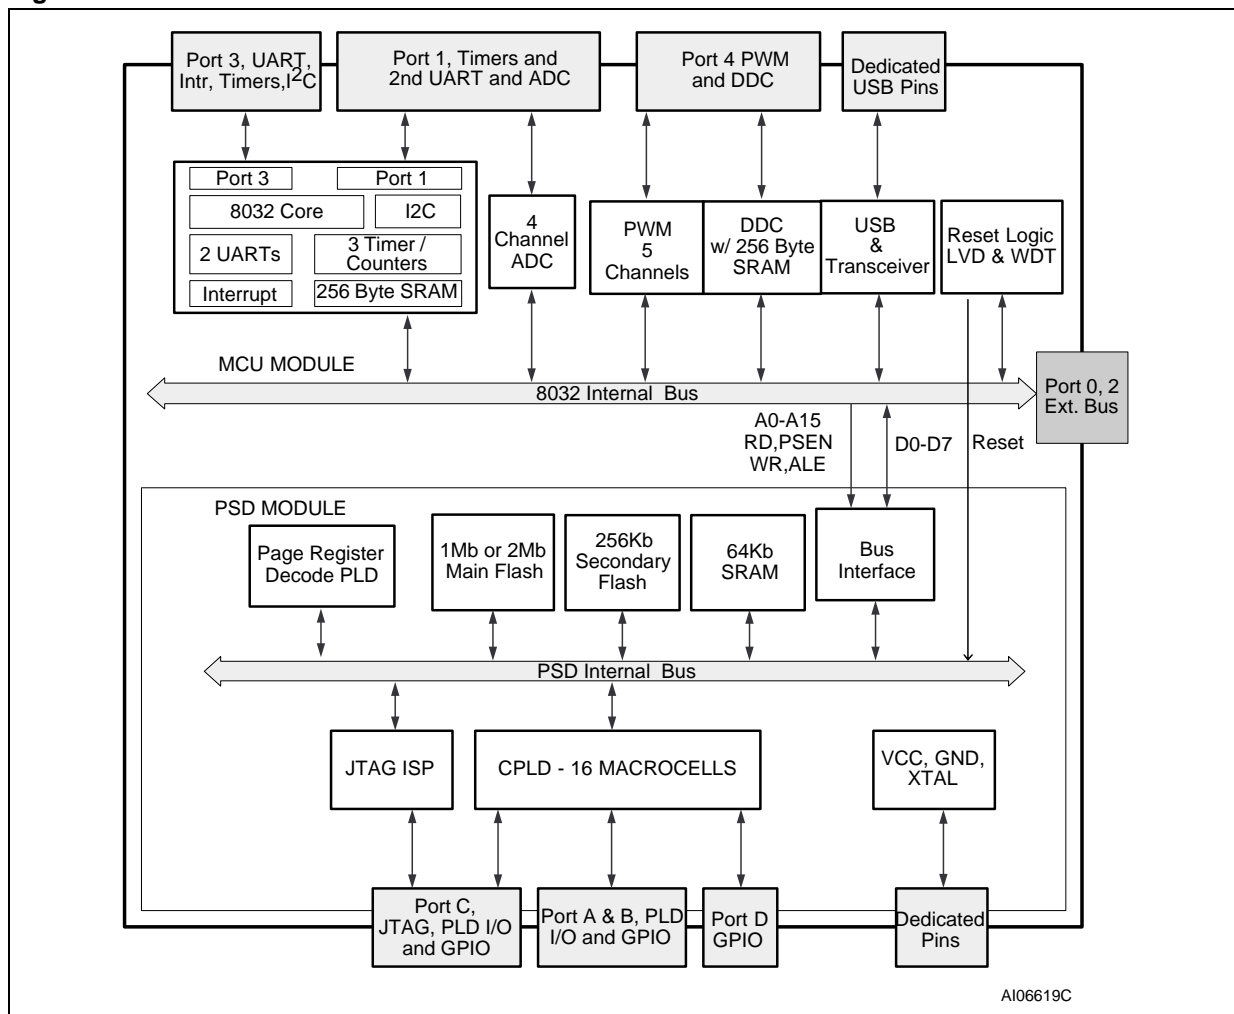 Port 3, UART,
Intr, Timers,I2C
Port 1, Timers and
2nd UART and ADC
Port 4 PWM
and DDC
Dedicated
USB Pins
Port 3
Port 1
8032 Core
I2C
2 UARTs
3 Timer /
Counters
Interrupt
256 Byte SRAM
4
Channel
ADC
PWM
5
Channels
DDC
w/ 256 Byte
SRAM
USB
&
Transceiver
Reset Logic
LVD & WDT
MCU MODULE
8032 Internal Bus
Port 0, 2
Ext. Bus
A0-A15
RD,PSEN
WR,ALE
D0-D7
Reset
PSD MODULE
Page Register
Decode PLD
1Mb or 2Mb
Main Flash
256Kb
Secondary
Flash
64Kb
SRAM
Bus
Interface
PSD Internal Bus
JTAG ISP
CPLD - 16 MACROCELLS
VCC, GND,
XTAL
Port C,
JTAG, PLD I/O
and GPIO
Port A & B, PLD
I/O and GPIO
Port D
GPIO
Dedicated
Pins
AI06619C